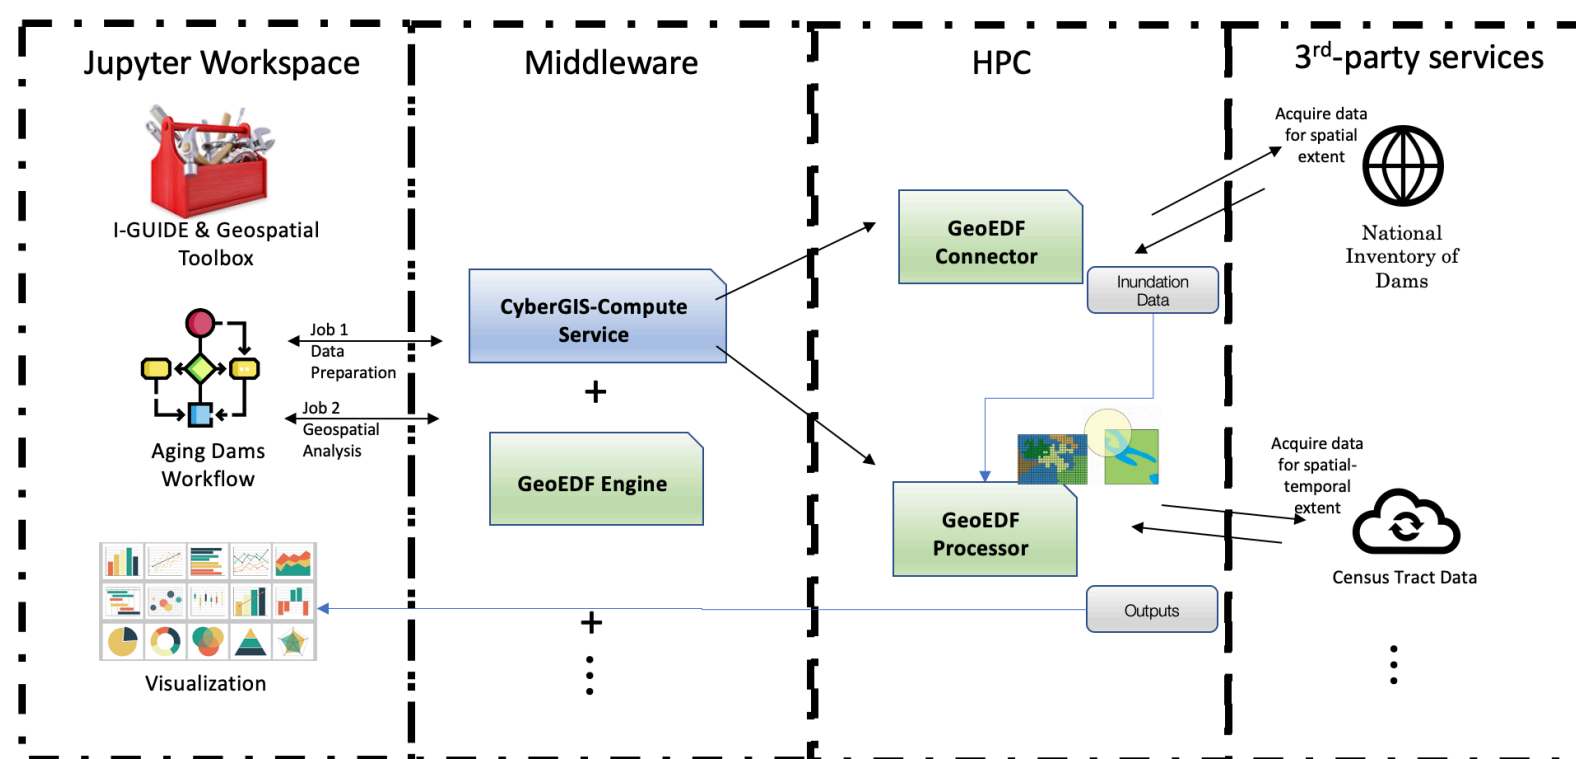 Jupyter Workspace
I-GUIDE & Geospatial
Toolbox
Job 1
Data
Preparation
Job 2
Geospatial
Analysis
Aging Dams
Workflow
Visualization
Middleware
CyberGIS-Compute
Service
+
GeoEDF Engine
+
HPC
GeoEDF
Connector
Inundation
Data
GeoEDF
Processor
Outputs
3rd-party services
Acquire data
for spatial
extent
National
Inventory of
Dams
Acquire data
for spatial-
temporal
extent
Census Tract Data